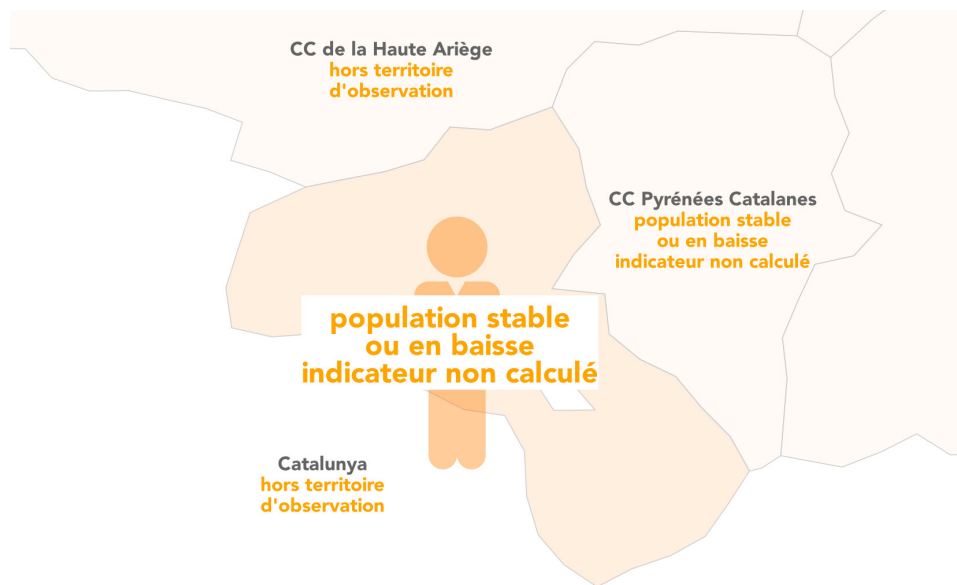 CC de la Haute Ariège
hors territoire
d'observation
CC Pyrénées Catalanes
population stable
ou en baisse
indicateur non calculé
population stable
ou en baisse
indicateur non calculé
Catalunya
hors territoire
d'observation